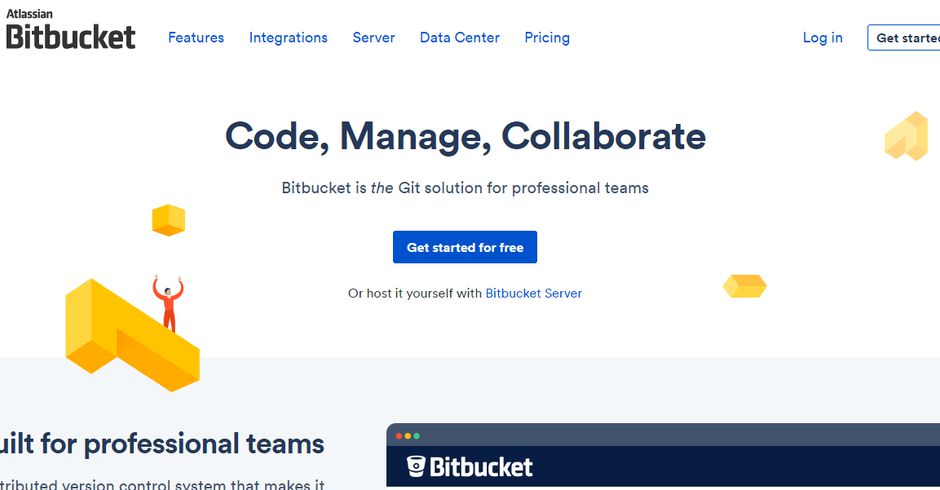 Atlassian
Bitbucket
Features Integrations Server Data Center Pricing Log in Get started
Code, Manage, Collaborate
Bitbucket is the Git solution for professional teams
Get started for free
Or host it yourself with Bitbucket Server
uilt for professional teams
tributed version control system that makes it
Bitbucket